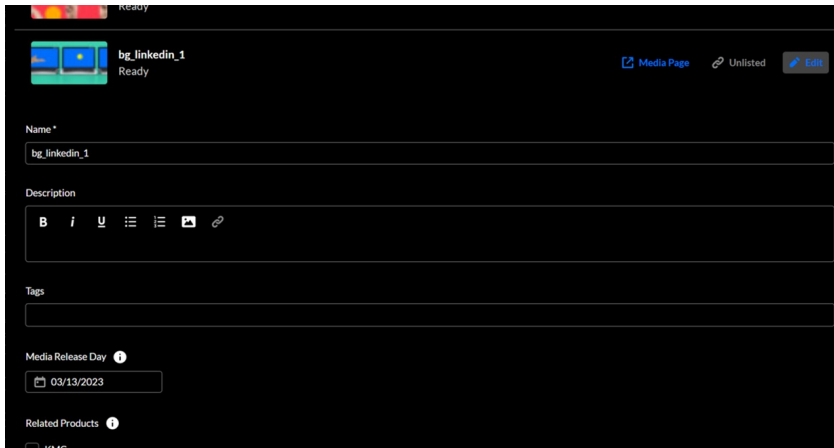 Ready
bg_linkedin_1
Ready
Media Page
Unlisted
Edit
Name*
bg_linkedin_1
Description
B i U
Tags
Media Release Day
03/13/2023
Related Products
KMC